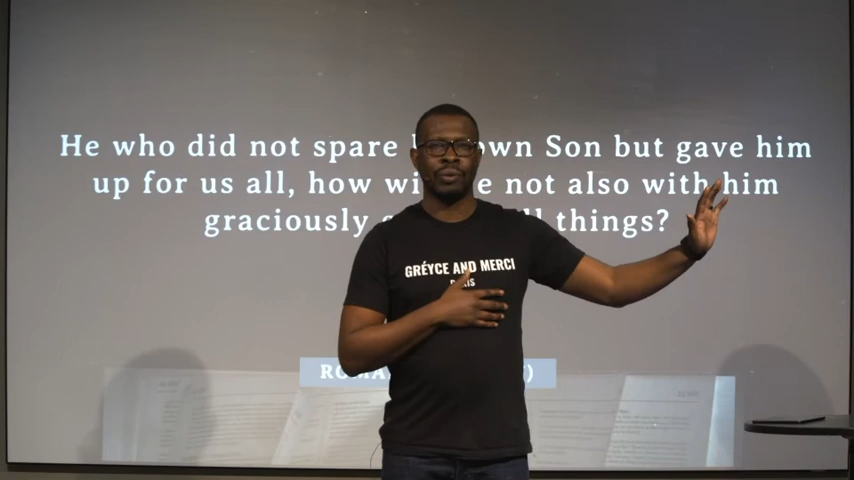 He who did not spare own Son but gave him
up for us all, how not also with him
graciously things?
GRÉYCE AND MERCI